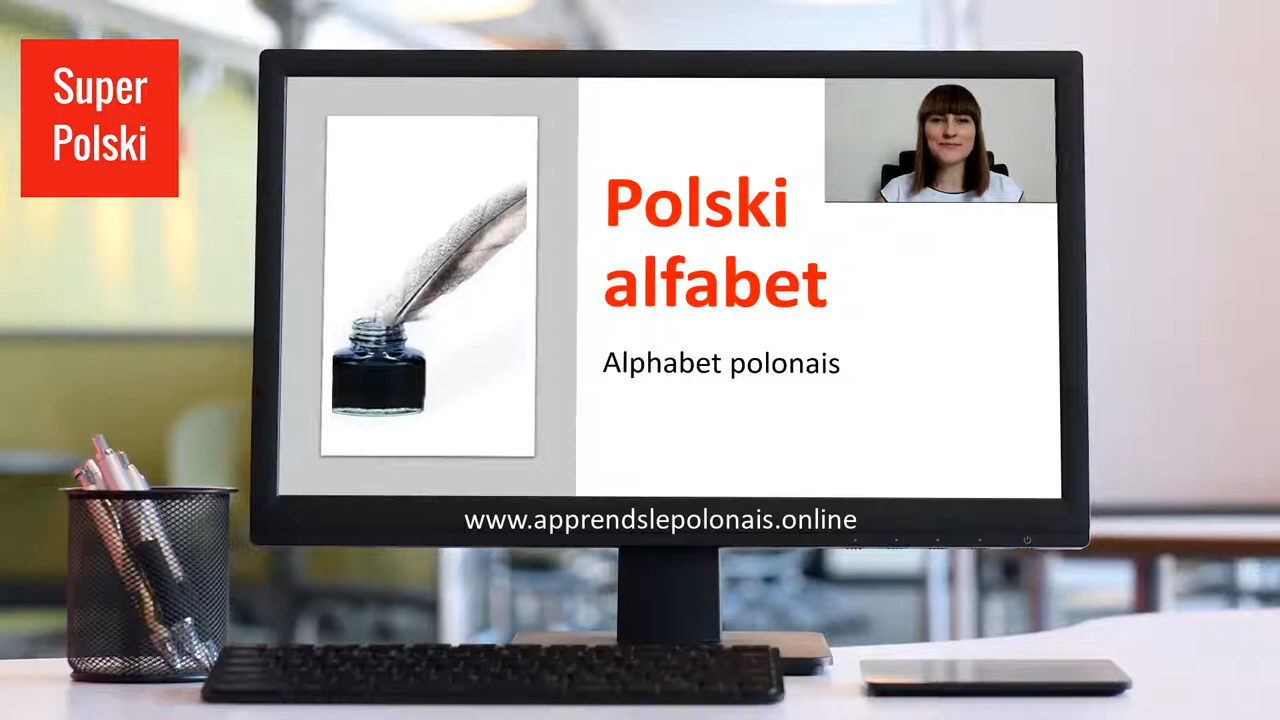 Super
Polski
Polski
alfabet
Alphabet polonais
www.apprendslepolonais.online